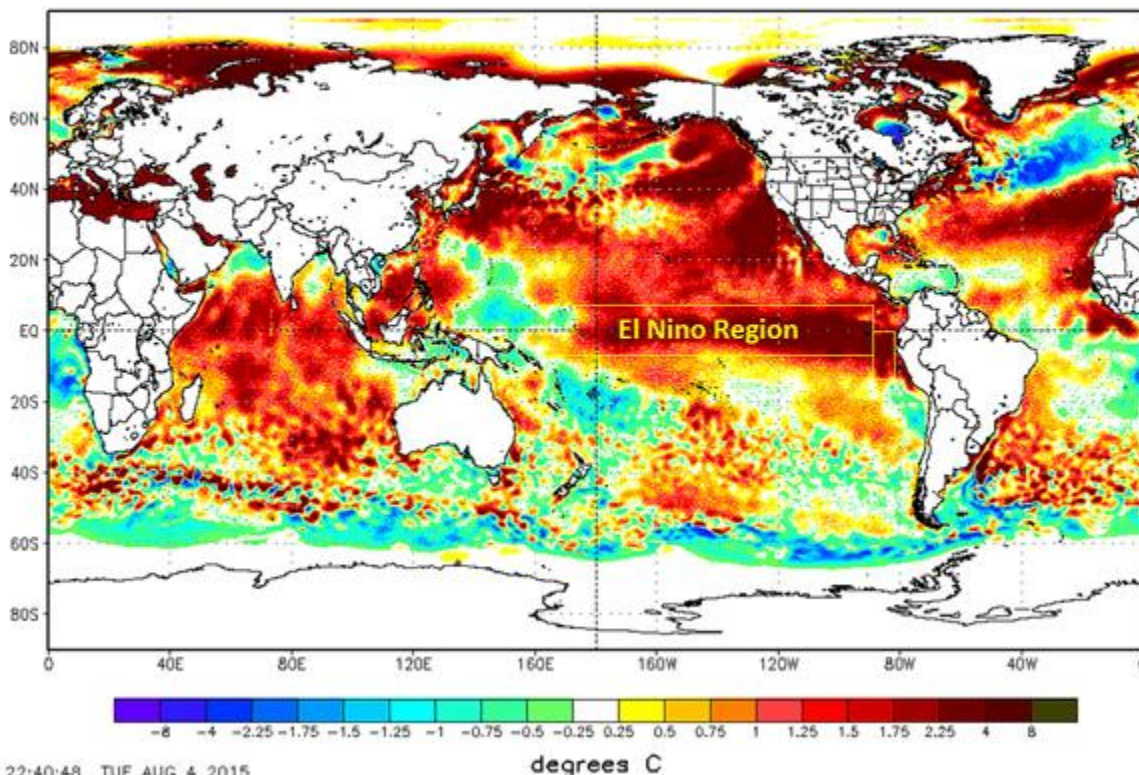 80N
60N
40N
20N
EQ
20S
40S
60S
80S
El Nino Region
0 40E 80E 120E 160E 160W 120W 80W 40W
-8 -4 -2.25 -1.75 -1.5 -1.25 -1 -0.75 -0.5 -0.25 0.25 0.5 0.75 1 1.25 1.5 1.75 2.25 4 8
degrees C
22:40:48 TUE AUG 4 2015